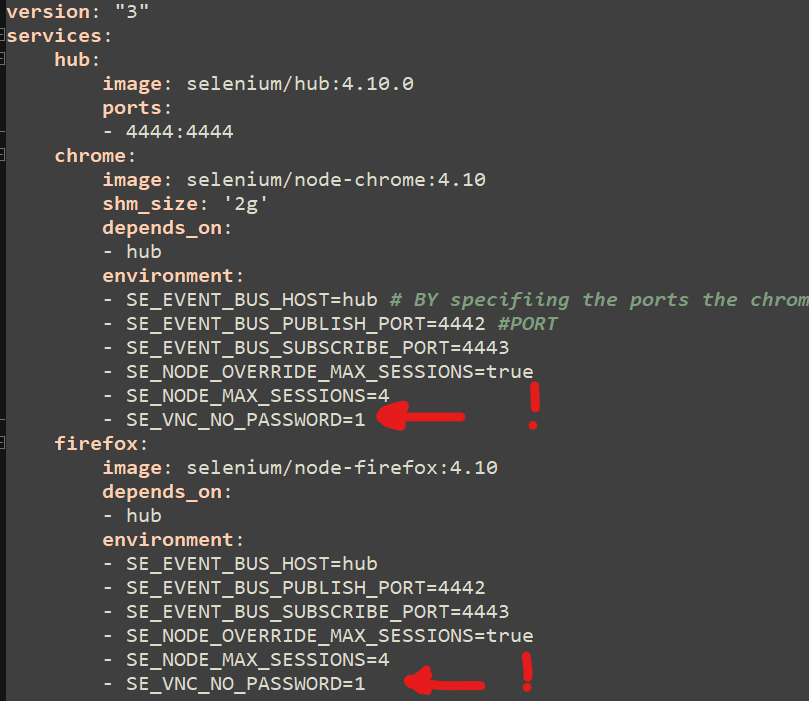 version: "3"
services:
hub:
image: selenium/hub:4.10.0
ports:
- 4444:4444
chrome:
image: selenium/node-chrome:4.10
shm_size: '2g'
depends_on:
- hub
environment:
- SE_EVENT_BUS_HOST=hub # BY specifiing the ports the chrom
- SE_EVENT_BUS_PUBLISH_PORT=4442 #PORT
- SE_EVENT_BUS_SUBSCRIBE_PORT=4443
- SE_NODE_OVERRIDE_MAX_SESSIONS=true
- SE_NODE_MAX_SESSIONS=4
- SE_VNC_NO_PASSWORD=1 !
firefox:
image: selenium/node-firefox:4.10
depends_on:
- hub
environment:
- SE_EVENT_BUS_HOST=hub
- SE_EVENT_BUS_PUBLISH_PORT=4442
- SE_EVENT_BUS_SUBSCRIBE_PORT=4443
- SE_NODE_OVERRIDE_MAX_SESSIONS=true
- SE_NODE_MAX_SESSIONS=4
- SE_VNC_NO_PASSWORD=1 !